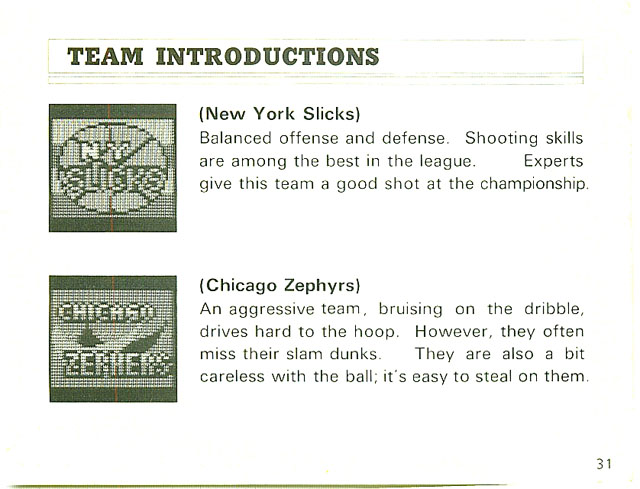 TEAM INTRODUCTIONS
NYC
SLICKS
(New York Slicks)
Balanced offense and defense. Shooting skills
are among the best in the league. Experts
give this team a good shot at the championship.
CHICAGO
ZEPHYRS
(Chicago Zephyrs)
An aggressive team, bruising on the dribble,
drives hard to the hoop. However, they often
miss their slam dunks. They are also a bit
careless with the ball; it's easy to steal on them.
31